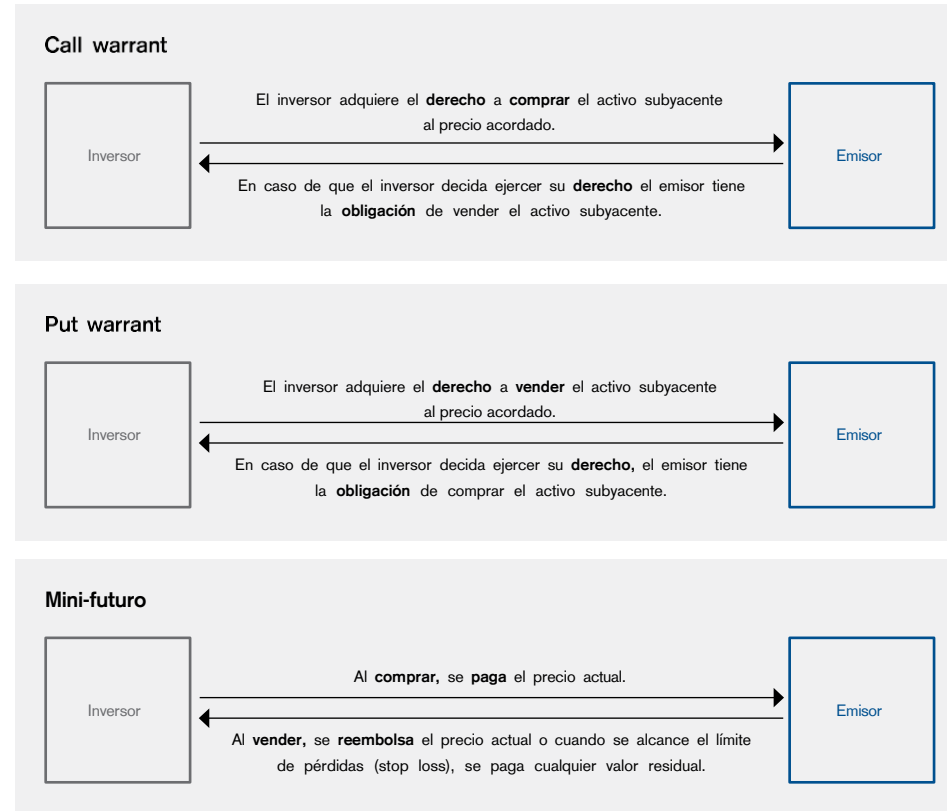 Call warrant
El inversor adquiere el derecho a comprar el activo subyacente
al precio acordado.
Inversor
Emisor
En caso de que el inversor decida ejercer su derecho el emisor tiene
la obligación de vender el activo subyacente.
Put warrant
El inversor adquiere el derecho a vender el activo subyacente
al precio acordado.
Inversor
Emisor
En caso de que el inversor decida ejercer su derecho, el emisor tiene
la obligación de comprar el activo subyacente.
Mini-futuro
Al comprar, se paga el precio actual.
Inversor
Emisor
Al vender, se reembolsa el precio actual o cuando se alcance el límite
de pérdidas (stop loss), se paga cualquier valor residual.